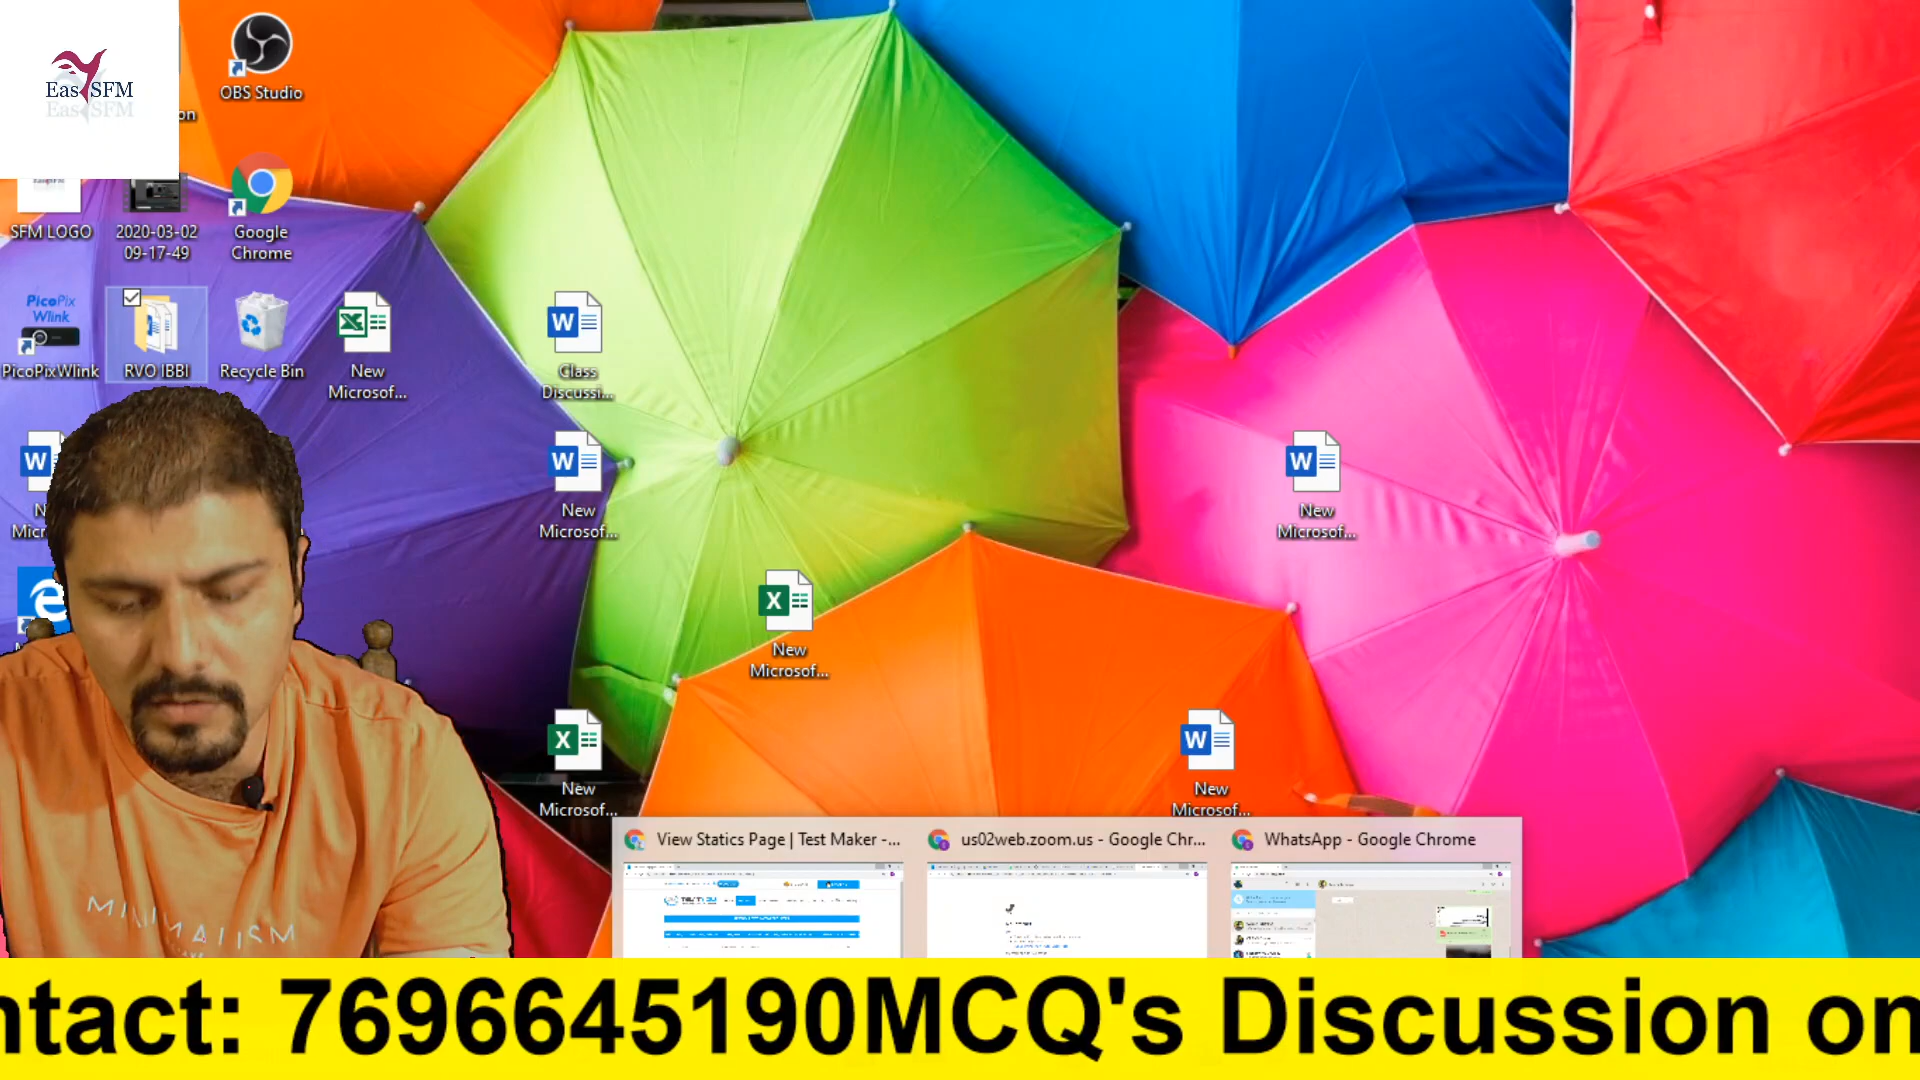 EasySFM
OBS Studio
on
SFM LOGO
2020-03-02
09-17-49
Google
Chrome
PicoPix
Wlink
PicoPixWlink
RVO IBBI
Recycle Bin
New
Microsof...
Class
Discussi...
New
Microsof...
New
Microsof...
New
Microsof...
New
Microsof...
New
Microsof...
MINIMALISM
View Statics Page | Test Maker -...
us02web.zoom.us - Google Chr...
WhatsApp - Google Chrome
ntact: 7696645190MCQ's Discussion on